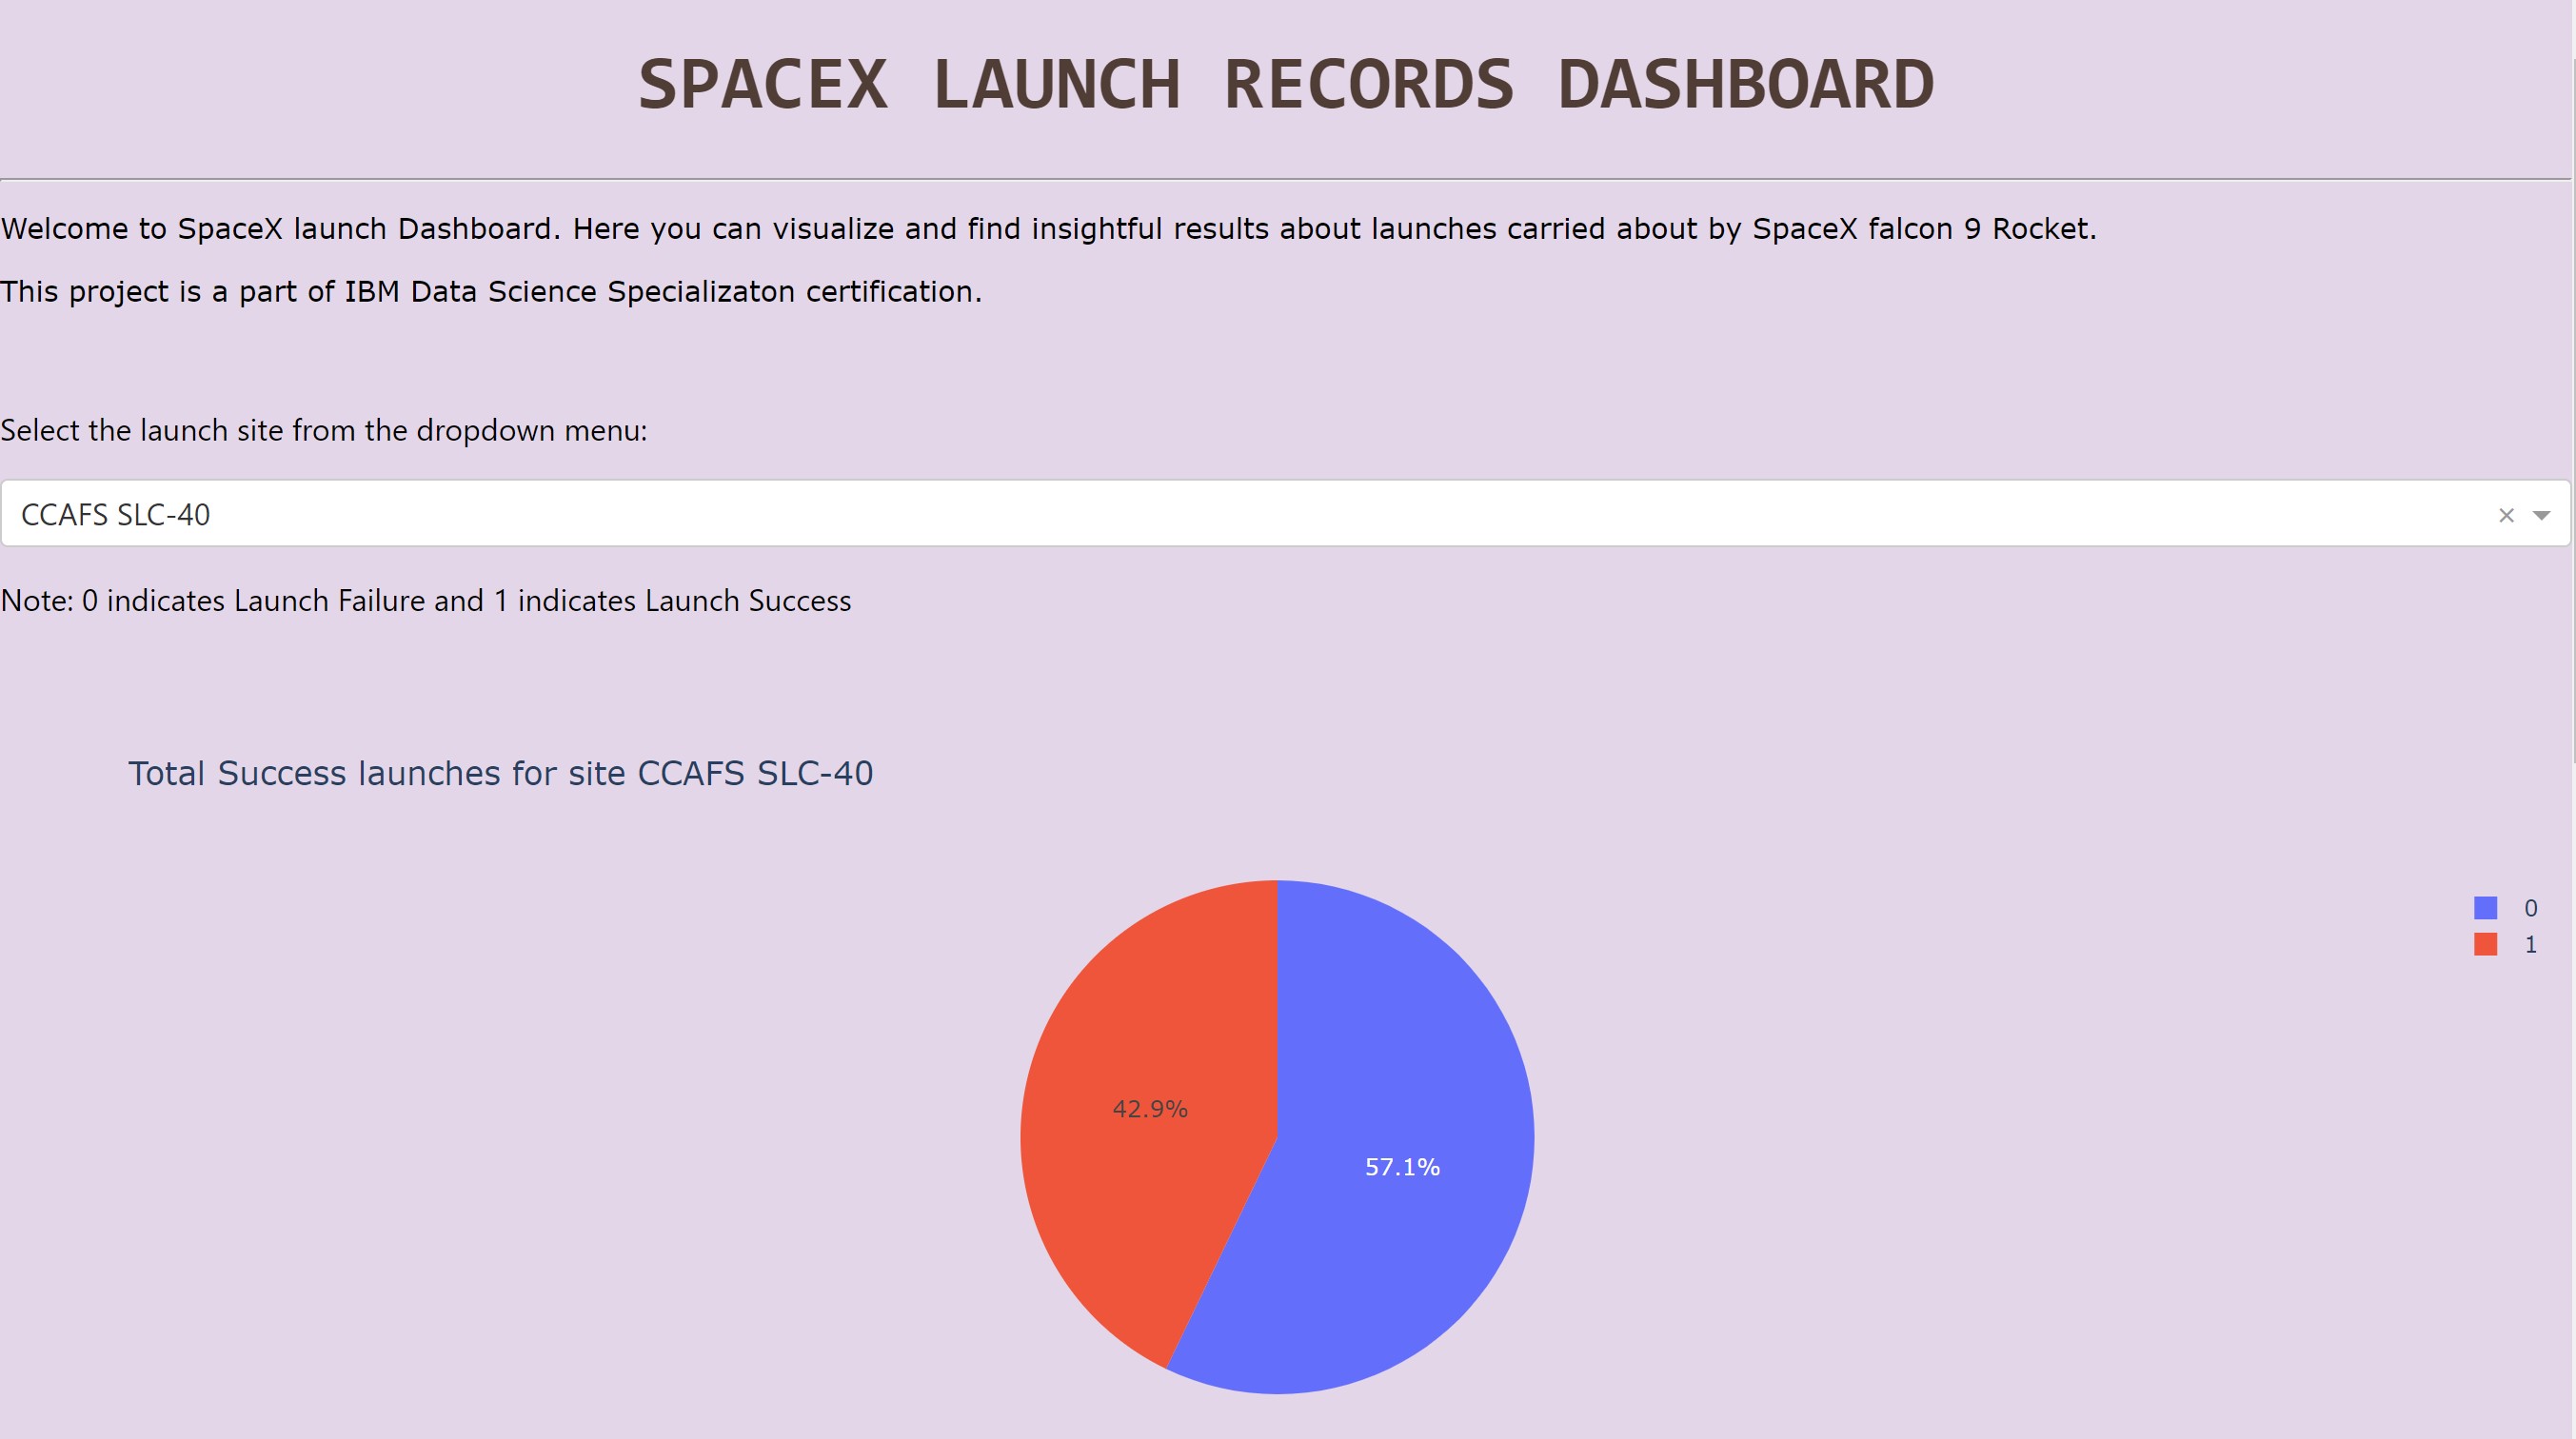 SPACEX LAUNCH RECORDS DASHBOARD
Welcome to SpaceX launch Dashboard. Here you can visualize and find insightful results about launches carried about by SpaceX falcon 9 Rocket.
This project is a part of IBM Data Science Specializaton certification.
Select the launch site from the dropdown menu:
CCAFS SLC-40
Note: 0 indicates Launch Failure and 1 indicates Launch Success
Total Success launches for site CCAFS SLC-40
0
1
42.9%
57.1%